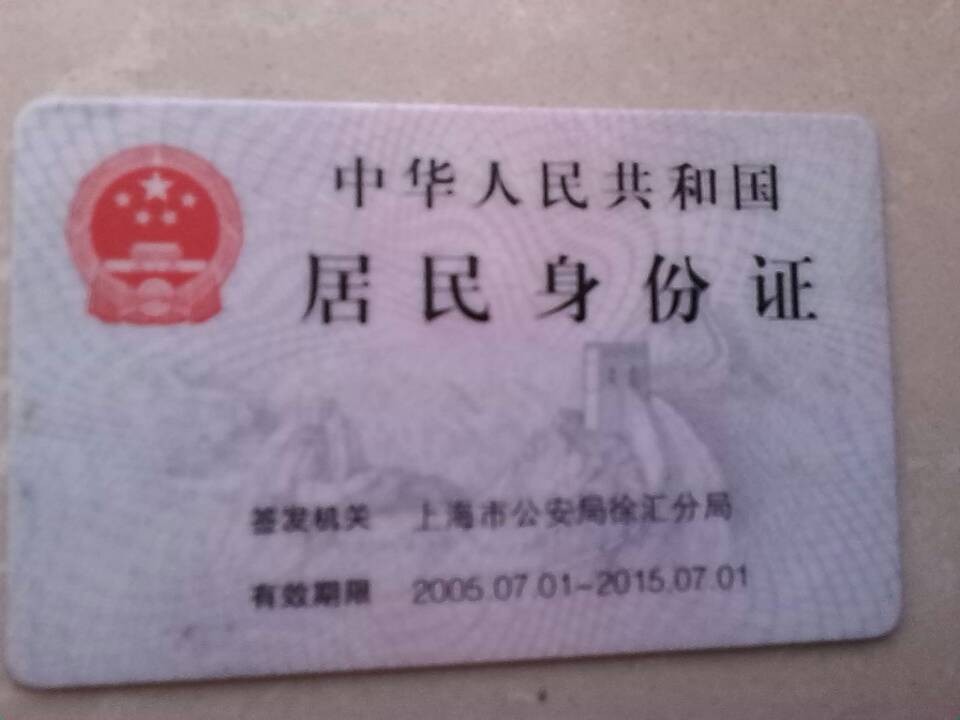 中华人民共和国
居民身份证
签发机关 上海市公安局徐汇分局
有效期限 2005.07.01-2015.07.01